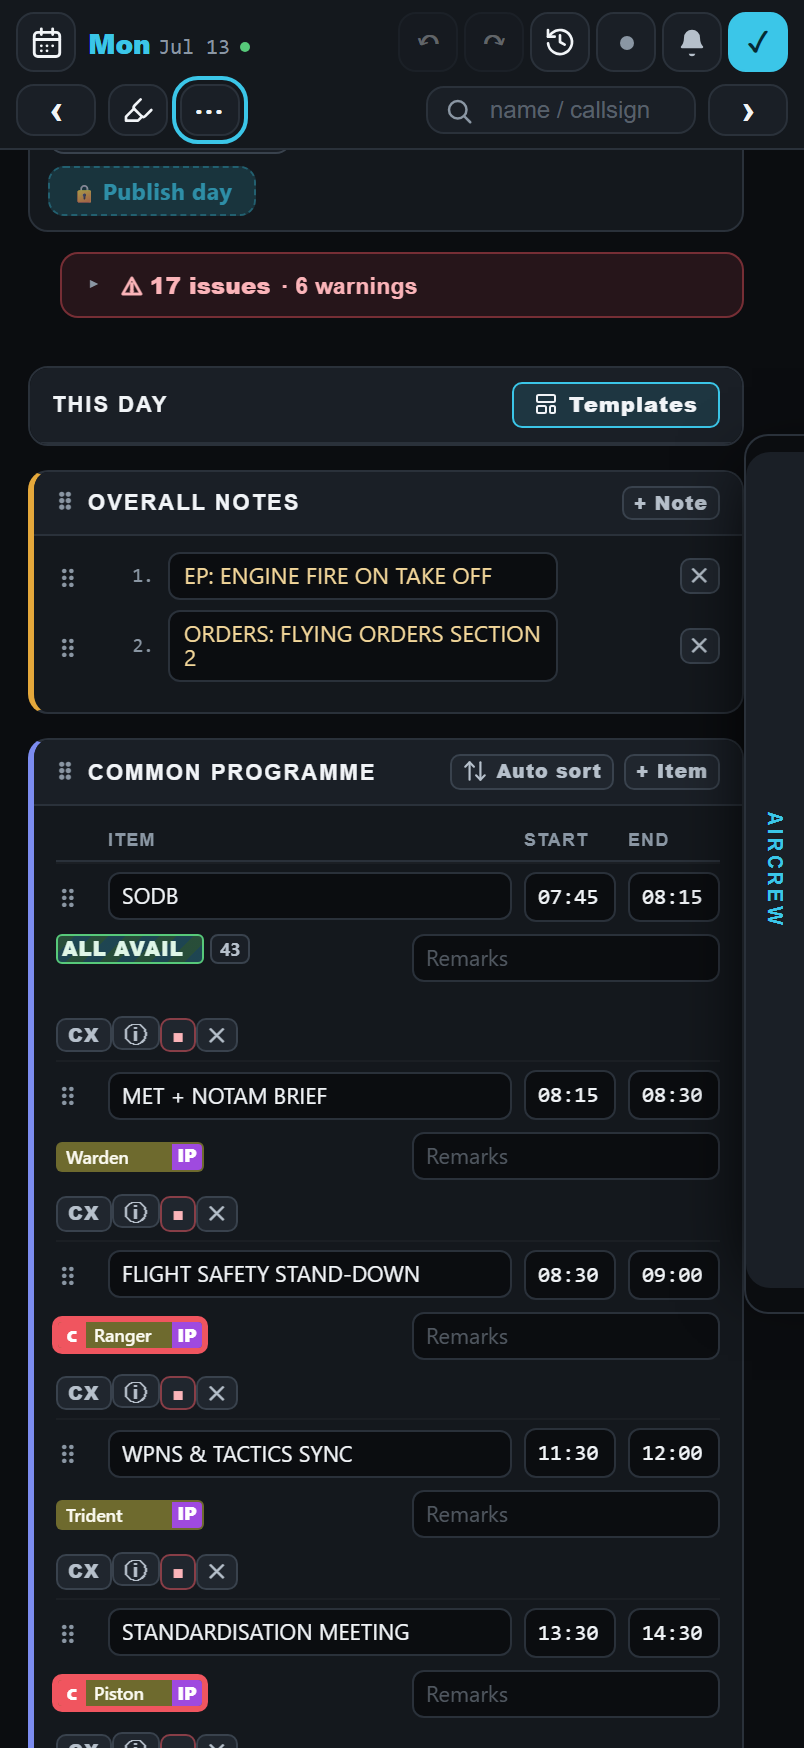 Mon Jul 13
name / callsign
Publish day
17 issues · 6 warnings
THIS DAY
Templates
OVERALL NOTES
+ Note
1. EP: ENGINE FIRE ON TAKE OFF
2. ORDERS: FLYING ORDERS SECTION
2
COMMON PROGRAMME
Auto sort
+ Item
AIRCREW
ITEM START END
SODB 07:45 08:15
ALL AVAIL 43 Remarks
CX
MET + NOTAM BRIEF 08:15 08:30
Warden IP Remarks
CX
FLIGHT SAFETY STAND-DOWN 08:30 09:00
C Ranger IP Remarks
CX
WPNS & TACTICS SYNC 11:30 12:00
Trident IP Remarks
CX
STANDARDISATION MEETING 13:30 14:30
C Piston IP Remarks
CX